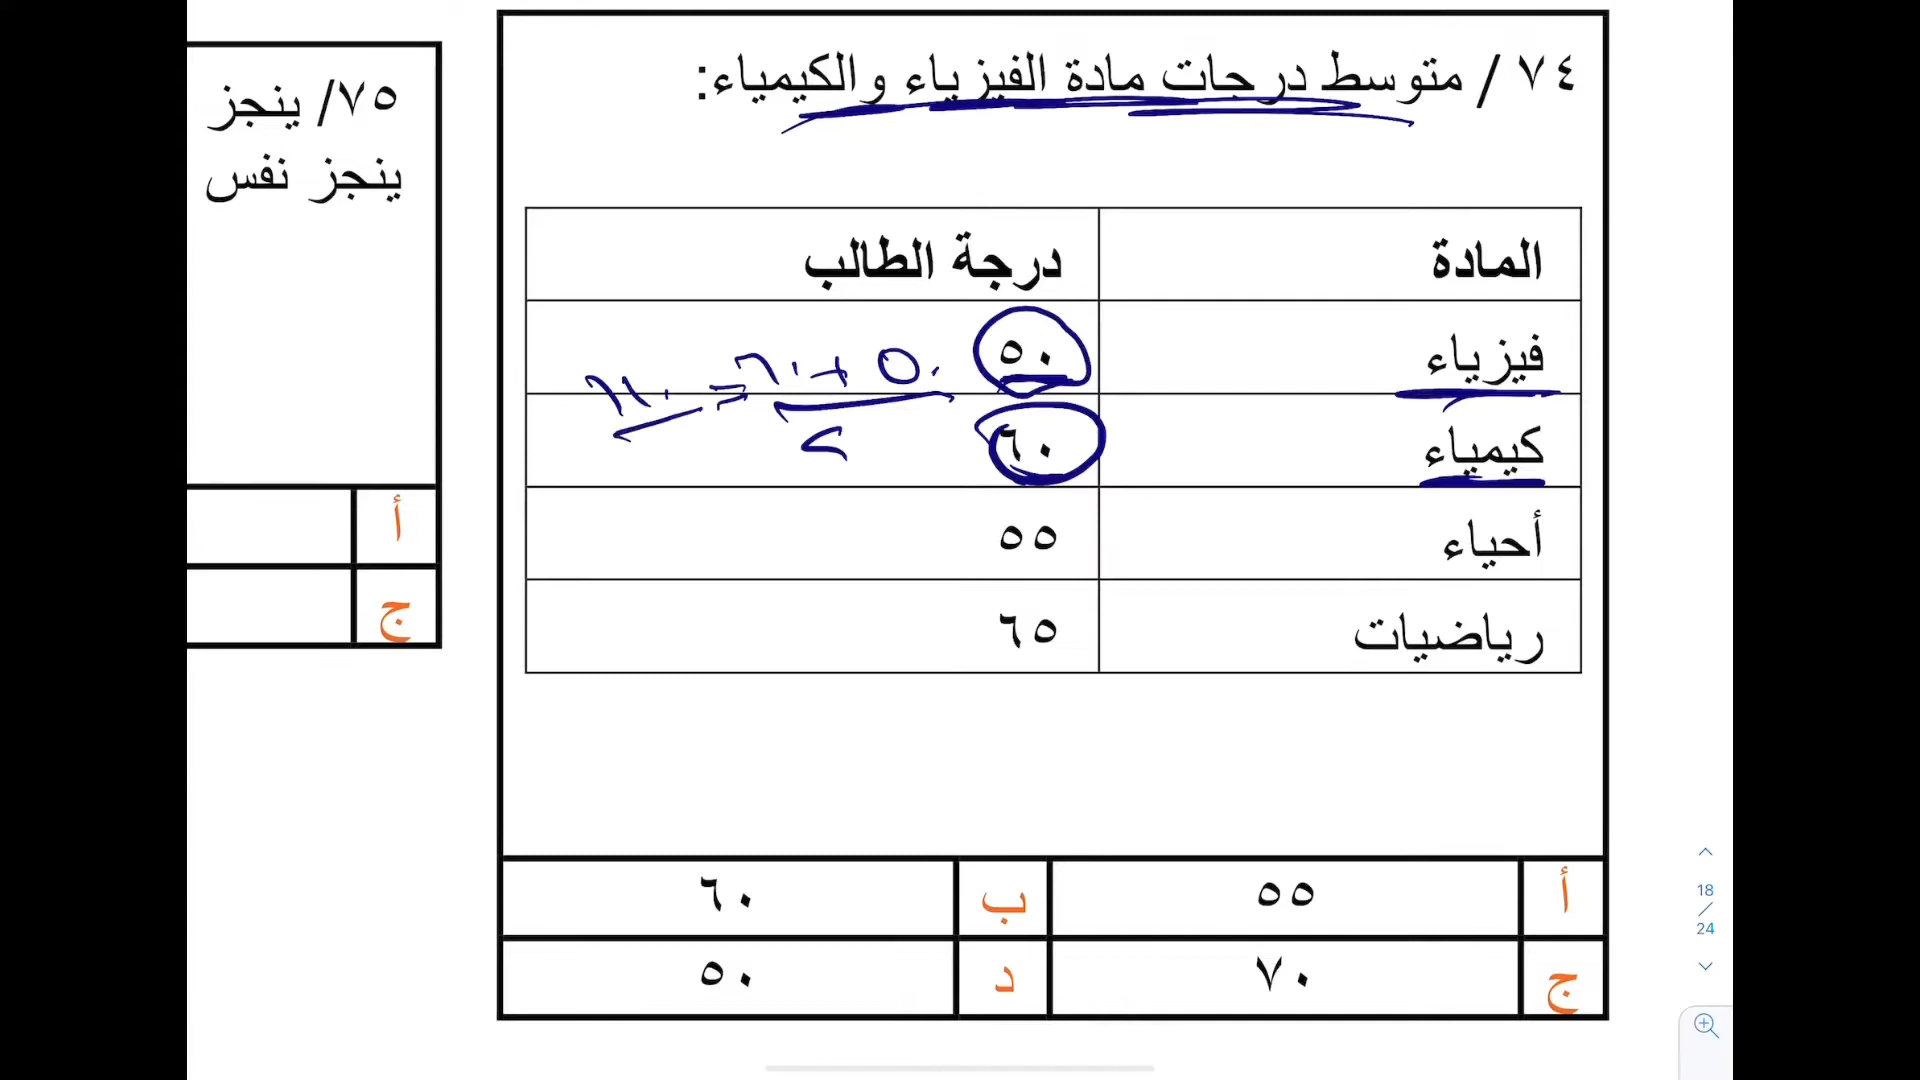 ٧٤ / متوسط درجات مادة الفيزياء والكيمياء:
المادة درجة الطالب
فيزياء ٥٠
٥٠ + ٦٠ = ١١٠
٢
كيمياء ٦٠
أحياء ٥٥
رياضيات ٦٥
أ ٥٥ ب ٦٠
ج ٧٠ د ٥٠
٧٥/ ينجز
ينجز نفس
أ
ج
18
/
24